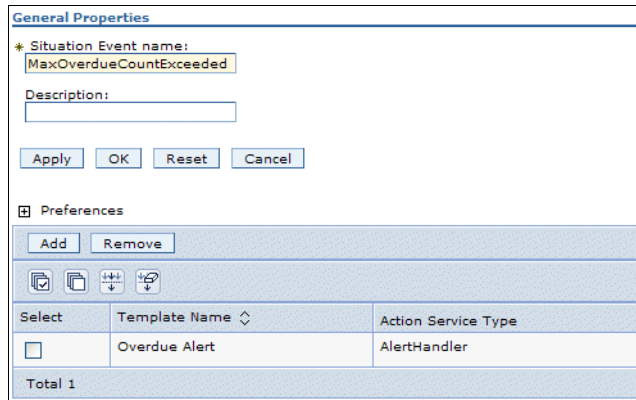 General Properties
* Situation Event name:
MaxOverdueCountExceeded
Description:
Apply OK Reset Cancel
Preferences
Add Remove
Select Template Name Action Service Type
Overdue Alert AlertHandler
Total 1